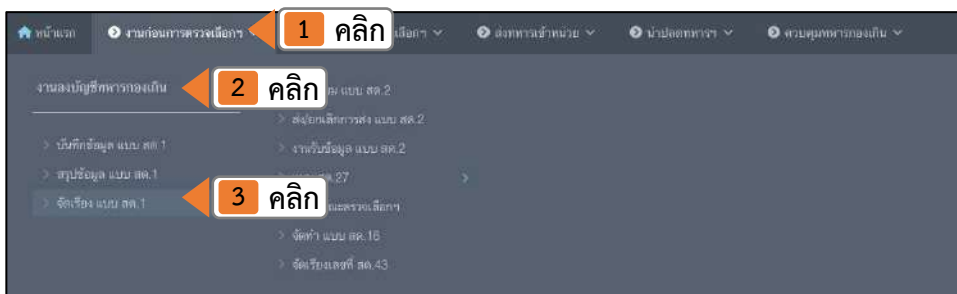 หน้าแรก งานก่อนการตรวจเลือกฯ 1 คลิก เลือกฯ ส่งทหารเข้าหน่วย นำปลดทหารฯ ควบคุมทหารกองเกิน
งานลงบัญชีทหารกองเกิน 2 คลิก แบบ สด.2
ส่ง/ยกเลิกการส่ง แบบ สด.2
บันทึกข้อมูล แบบ สด.1 งานรับข้อมูล แบบ สด.2
สรุปข้อมูล แบบ สด.1 .27
จัดเรียง แบบ สด.1 3 คลิก ณะตรวจเลือกฯ
จัดทำ แบบ สด.16
จัดเรียงเลขที่ สด.43